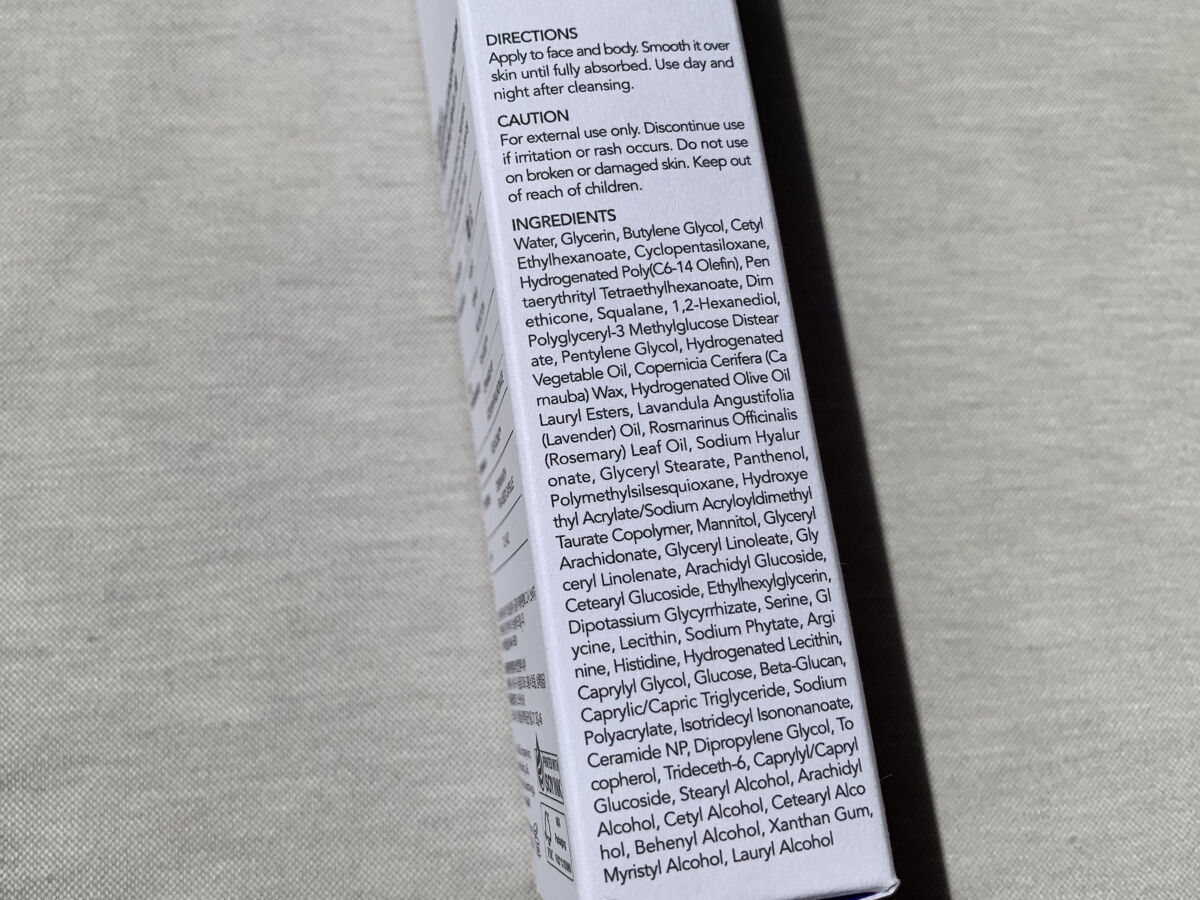 DIRECTIONS
Apply to face and body. Smooth it over
skin until fully absorbed. Use day and
night after cleansing.
CAUTION
For external use only. Discontinue use
if irritation or rash occurs. Do not use
on broken or damaged skin. Keep out
of reach of children.
INGREDIENTS
Water, Glycerin, Butylene Glycol, Cetyl
Ethylhexanoate, Cyclopentasiloxane,
Hydrogenated Poly(C6-14 Olefin), Pen
taerythrityl Tetraethylhexanoate, Dim
ethicone, Squalane, 1,2-Hexanediol,
Polyglyceryl-3 Methylglucose Distear
ate, Pentylene Glycol, Hydrogenated
Vegetable Oil, Copernicia Cerifera (Ca
rnauba) Wax, Hydrogenated Olive Oil
Lauryl Esters, Lavandula Angustifolia
(Lavender) Oil, Rosmarinus Officinalis
(Rosemary) Leaf Oil, Sodium Hyalur
onate, Glyceryl Stearate, Panthenol,
Polymethylsilsesquioxane, Hydroxye
thyl Acrylate/Sodium Acryloyldimethyl
Taurate Copolymer, Mannitol, Glyceryl
Arachidonate, Glyceryl Linoleate, Gly
ceryl Linolenate, Arachidyl Glucoside,
Cetearyl Glucoside, Ethylhexylglycerin,
Dipotassium Glycyrrhizate, Serine, Gl
ycine, Lecithin, Sodium Phytate, Argi
nine, Histidine, Hydrogenated Lecithin,
Caprylyl Glycol, Glucose, Beta-Glucan,
Caprylic/Capric Triglyceride, Sodium
Polyacrylate, Isotridecyl Isononanoate,
Ceramide NP, Dipropylene Glycol, To
copherol, Trideceth-6, Caprylyl/Capryl
Glucoside, Stearyl Alcohol, Arachidyl
Alcohol, Cetyl Alcohol, Cetearyl Alco
hol, Behenyl Alcohol, Xanthan Gum,
Myristyl Alcohol, Lauryl Alcohol
PRINTED WITH
SOY INK